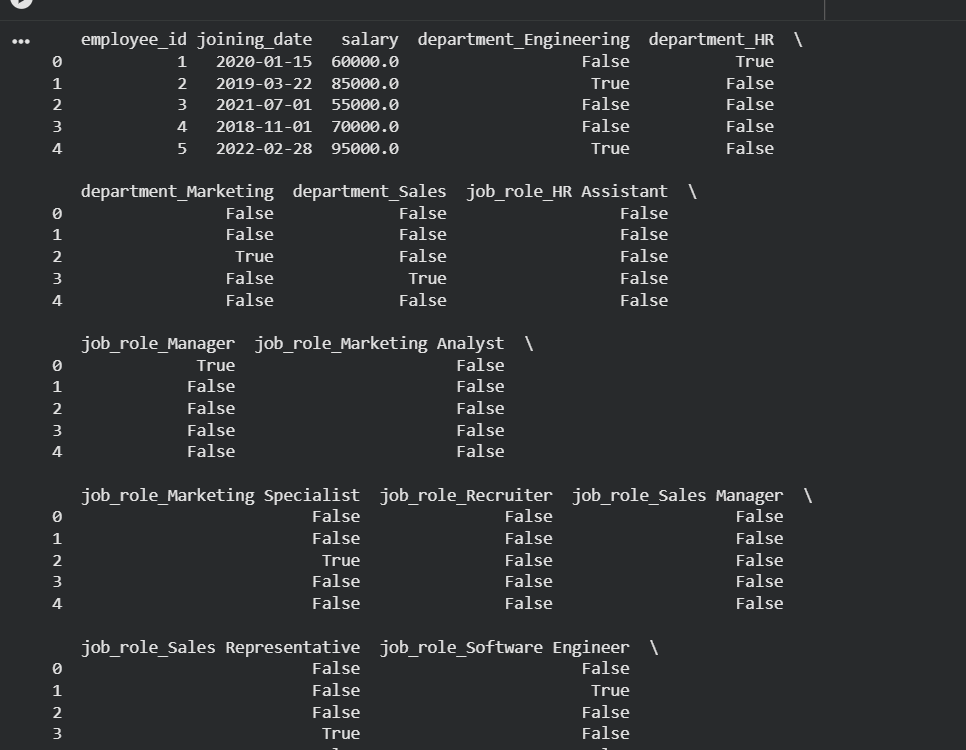 employee_id joining_date salary department_Engineering department_HR \
0 1 2020-01-15 60000.0 False True
1 2 2019-03-22 85000.0 True False
2 3 2021-07-01 55000.0 False False
3 4 2018-11-01 70000.0 False False
4 5 2022-02-28 95000.0 True False
department_Marketing department_Sales job_role_HR Assistant \
0 False False False
1 False False False
2 True False False
3 False True False
4 False False False
job_role_Manager job_role_Marketing Analyst \
0 True False
1 False False
2 False False
3 False False
4 False False
job_role_Marketing Specialist job_role_Recruiter job_role_Sales Manager \
0 False False False
1 False False False
2 True False False
3 False False False
4 False False False
job_role_Sales Representative job_role_Software Engineer \
0 False False
1 False True
2 False False
3 True False